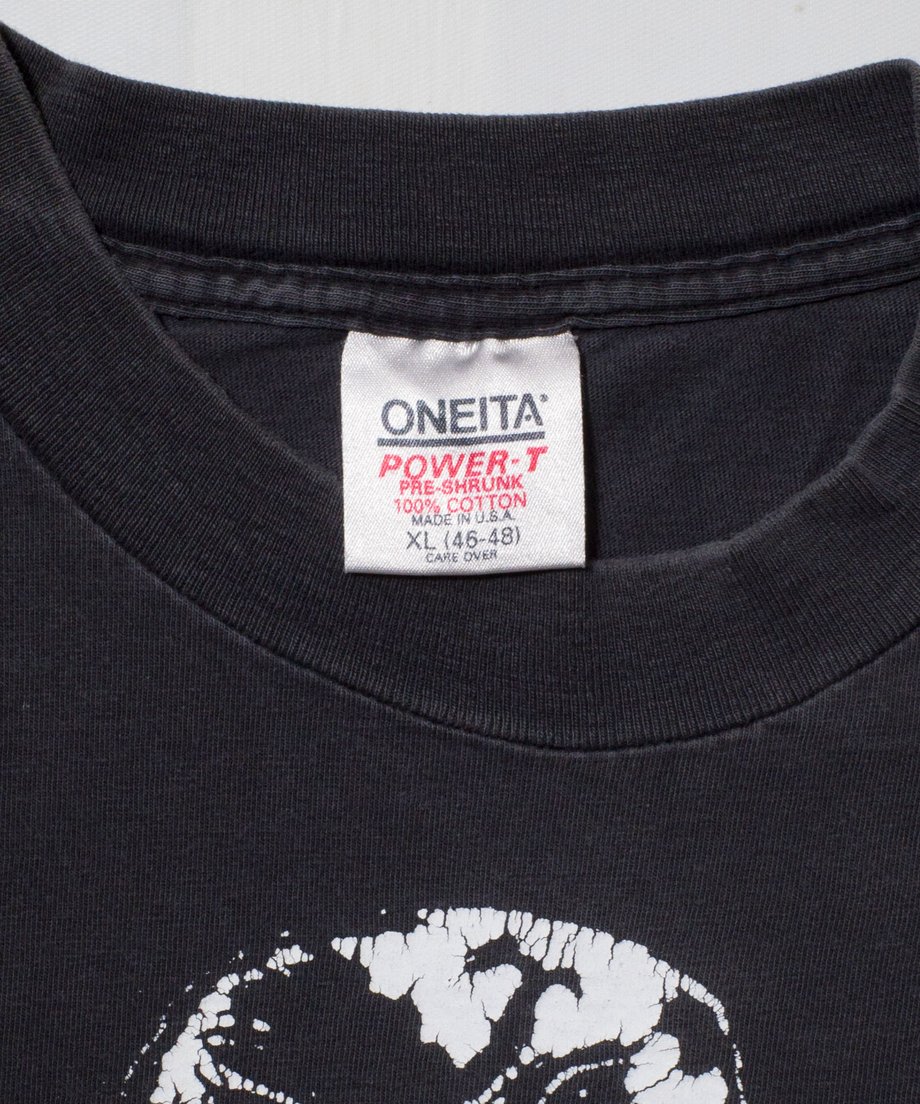 ONEITA®
POWER-T
PRE-SHRUNK
100% COTTON
MADE IN U.S.A.
XL (46-48)
CARE OVER